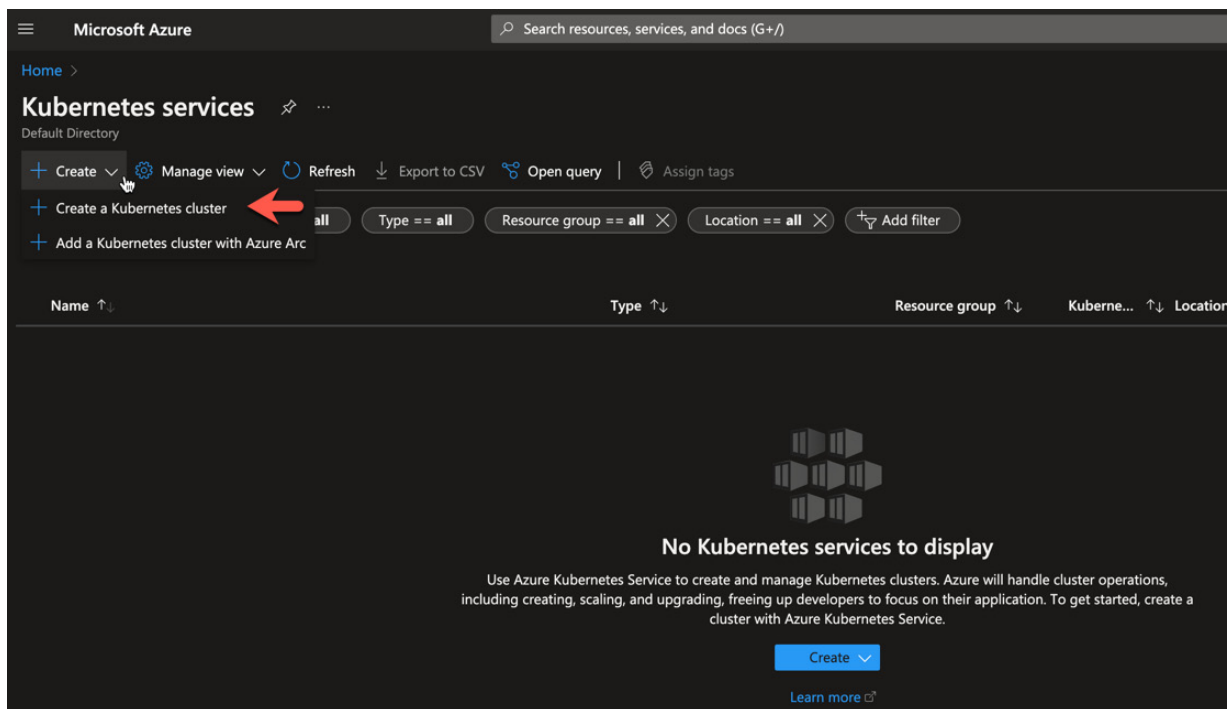 Microsoft Azure
Search resources, services, and docs (G+/)
Home >
Kubernetes services ...
Default Directory
+ Create Manage view Refresh Export to CSV Open query | Assign tags
+ Create a Kubernetes cluster
all Type == all Resource group == all Location == all Add filter
+ Add a Kubernetes cluster with Azure Arc
Name Type Resource group Kuberne... Location
No Kubernetes services to display
Use Azure Kubernetes Service to create and manage Kubernetes clusters. Azure will handle cluster operations,
including creating, scaling, and upgrading, freeing up developers to focus on their application. To get started, create a
cluster with Azure Kubernetes Service.
Create
Learn more